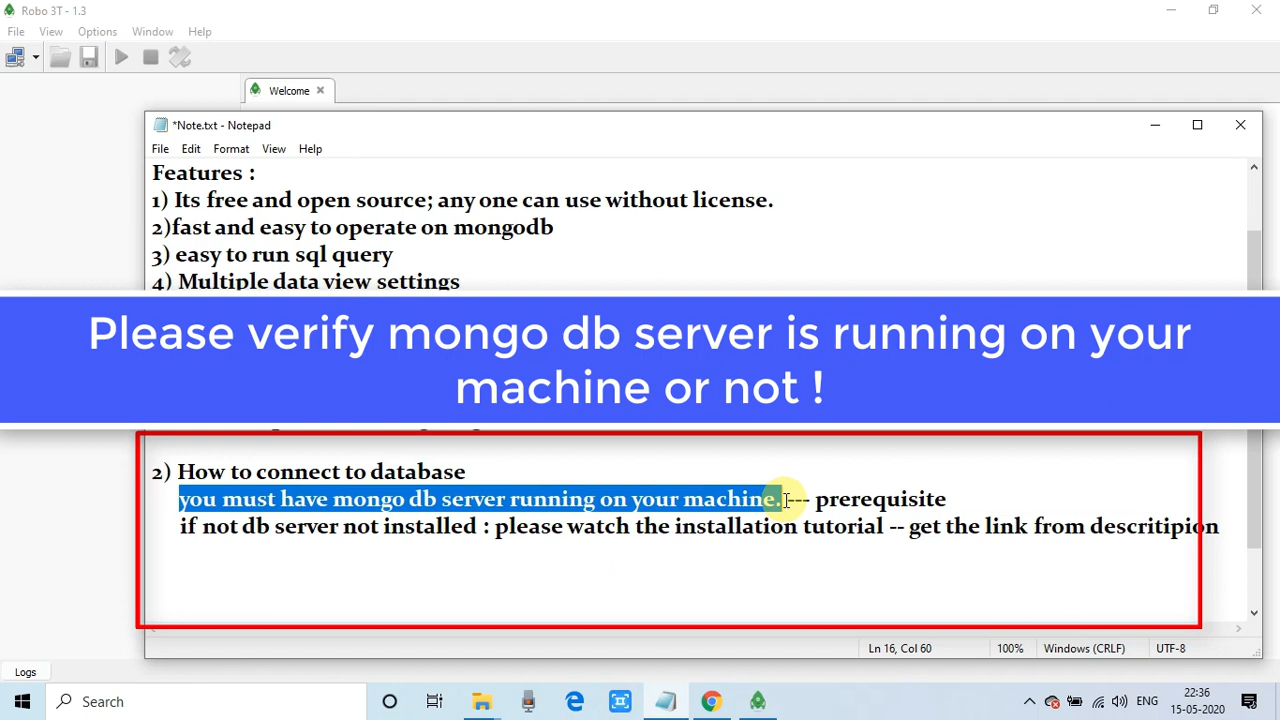 Robo 3T - 1.3
File View Options Window Help
Welcome
*Note.txt - Notepad
File Edit Format View Help
Features :
1) Its free and open source; any one can use without license.
2)fast and easy to operate on mongodb
3) easy to run sql query
4) Multiple data view settings
Please verify mongo db server is running on your
machine or not !
2) How to connect to database
you must have mongo db server running on your machine. --- prerequisite
if not db server not installed : please watch the installation tutorial -- get the link from descritipion
Ln 16, Col 60 100% Windows (CRLF) UTF-8
Logs
Search
ENG
22:36
15-05-2020